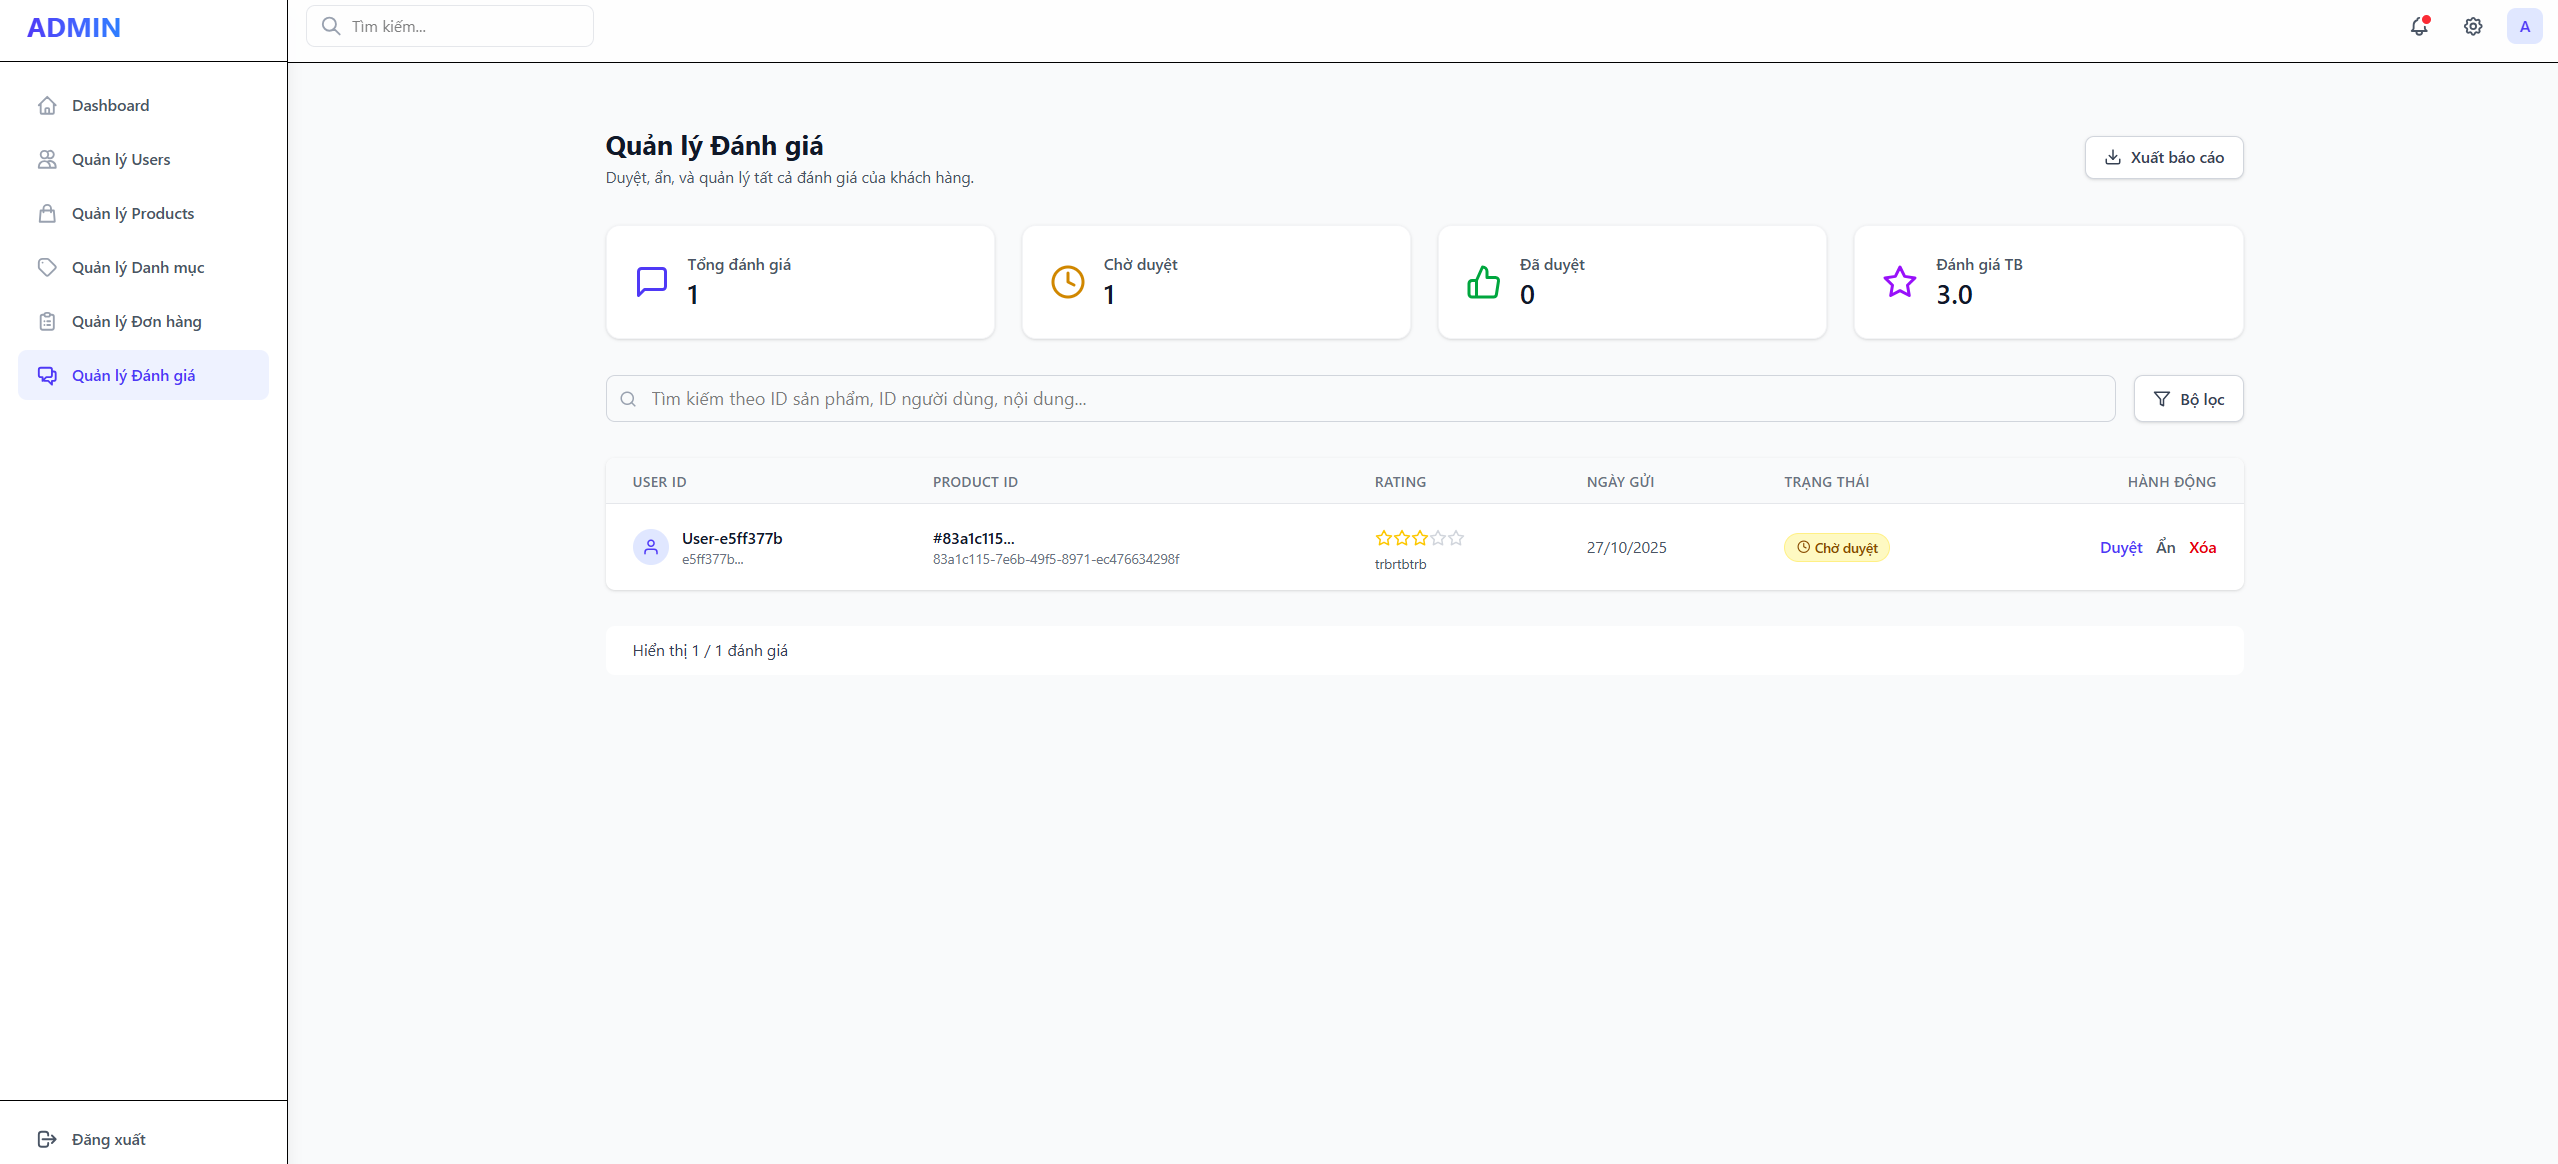 ADMIN
Tìm kiếm...
A
Dashboard
Quản lý Users
Quản lý Products
Quản lý Danh mục
Quản lý Đơn hàng
Quản lý Đánh giá
Đăng xuất
Quản lý Đánh giá
Duyệt, ẩn, và quản lý tất cả đánh giá của khách hàng.
Xuất báo cáo
Tổng đánh giá
1
Chờ duyệt
1
Đã duyệt
0
Đánh giá TB
3.0
Tìm kiếm theo ID sản phẩm, ID người dùng, nội dung...
Bộ lọc
USER ID PRODUCT ID RATING NGÀY GỬI TRẠNG THÁI HÀNH ĐỘNG
User-e5ff377b
e5ff377b...
#83a1c115...
83a1c115-7e6b-49f5-8971-ec476634298f
trbrtbtrb
27/10/2025
Chờ duyệt
Duyệt Ẩn Xóa
Hiển thị 1 / 1 đánh giá